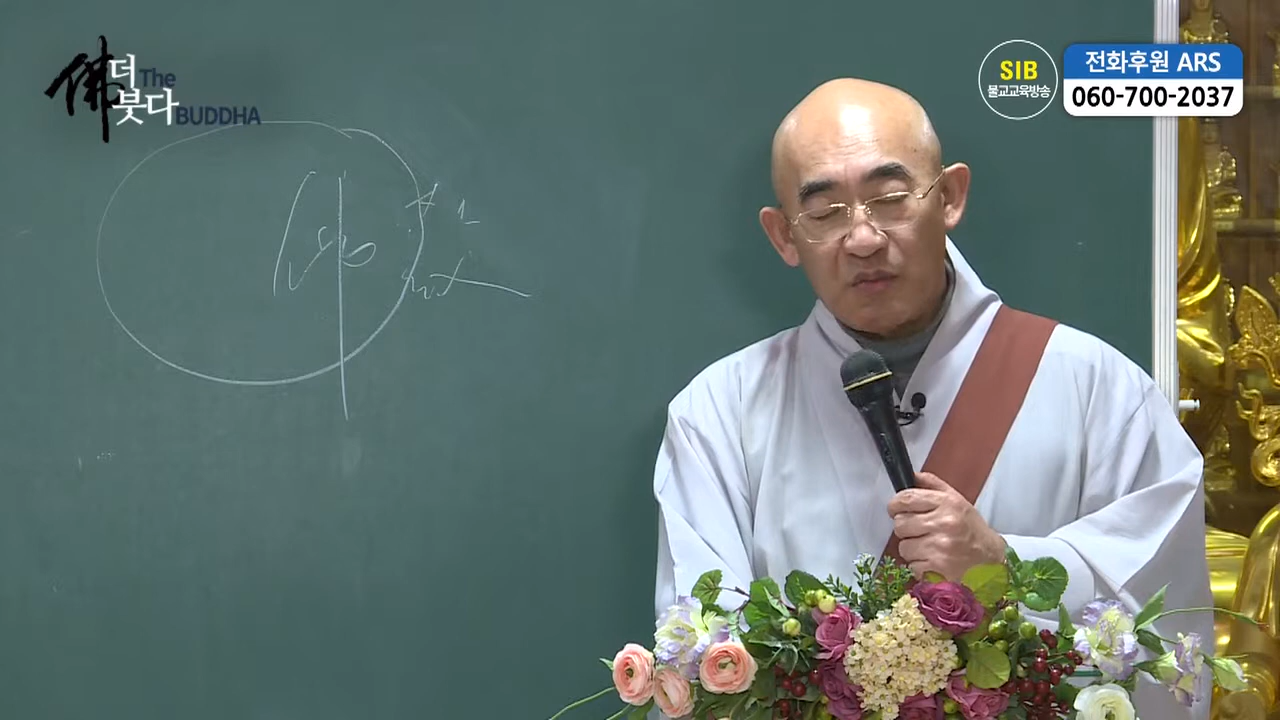 佛
더 The
붓다 BUDDHA
SIB
불교교육방송
전화후원 ARS
060-700-2037